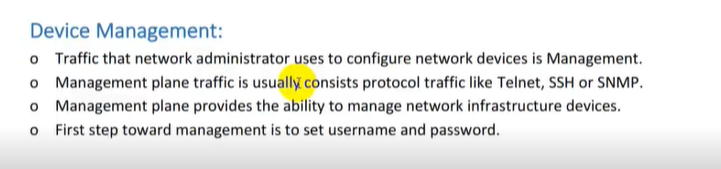 Device Management:
o Traffic that network administrator uses to configure network devices is Management.
o Management plane traffic is usually consists protocol traffic like Telnet, SSH or SNMP.
o Management plane provides the ability to manage network infrastructure devices.
o First step toward management is to set username and password.